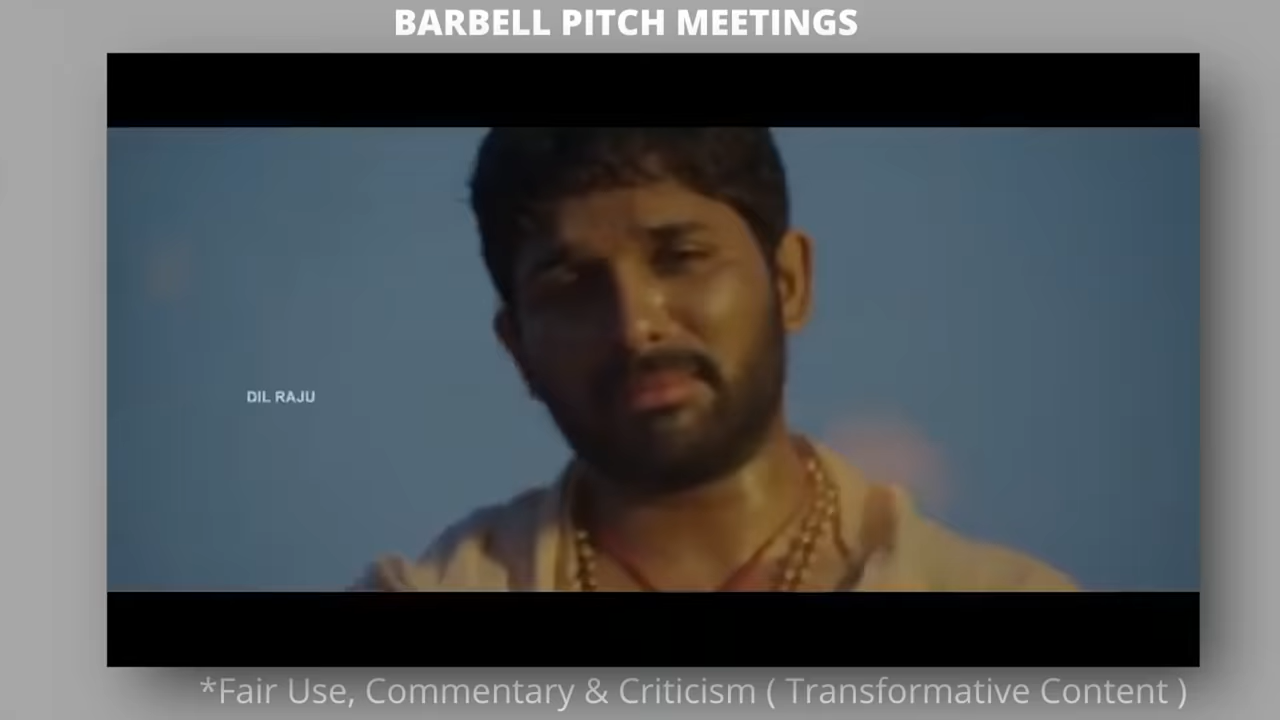 BARBELL PITCH MEETINGS
DIL RAJU
*Fair Use, Commentary & Criticism ( Transformative Content )